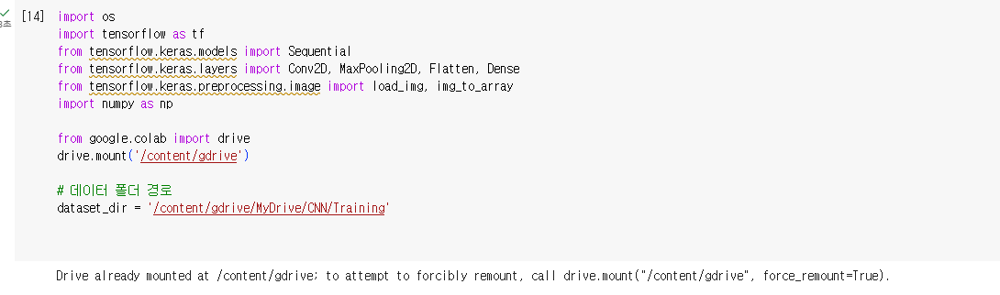 [14] import os
import tensorflow as tf
from tensorflow.keras.models import Sequential
from tensorflow.keras.layers import Conv2D, MaxPooling2D, Flatten, Dense
from tensorflow.keras.preprocessing.image import load_img, img_to_array
import numpy as np
from google.colab import drive
drive.mount('/content/gdrive')
# 데이터 폴더 경로
dataset_dir = '/content/gdrive/MyDrive/CNN/Training'
Drive already mounted at /content/gdrive; to attempt to forcibly remount, call drive.mount("/content/gdrive", force_remount=True).